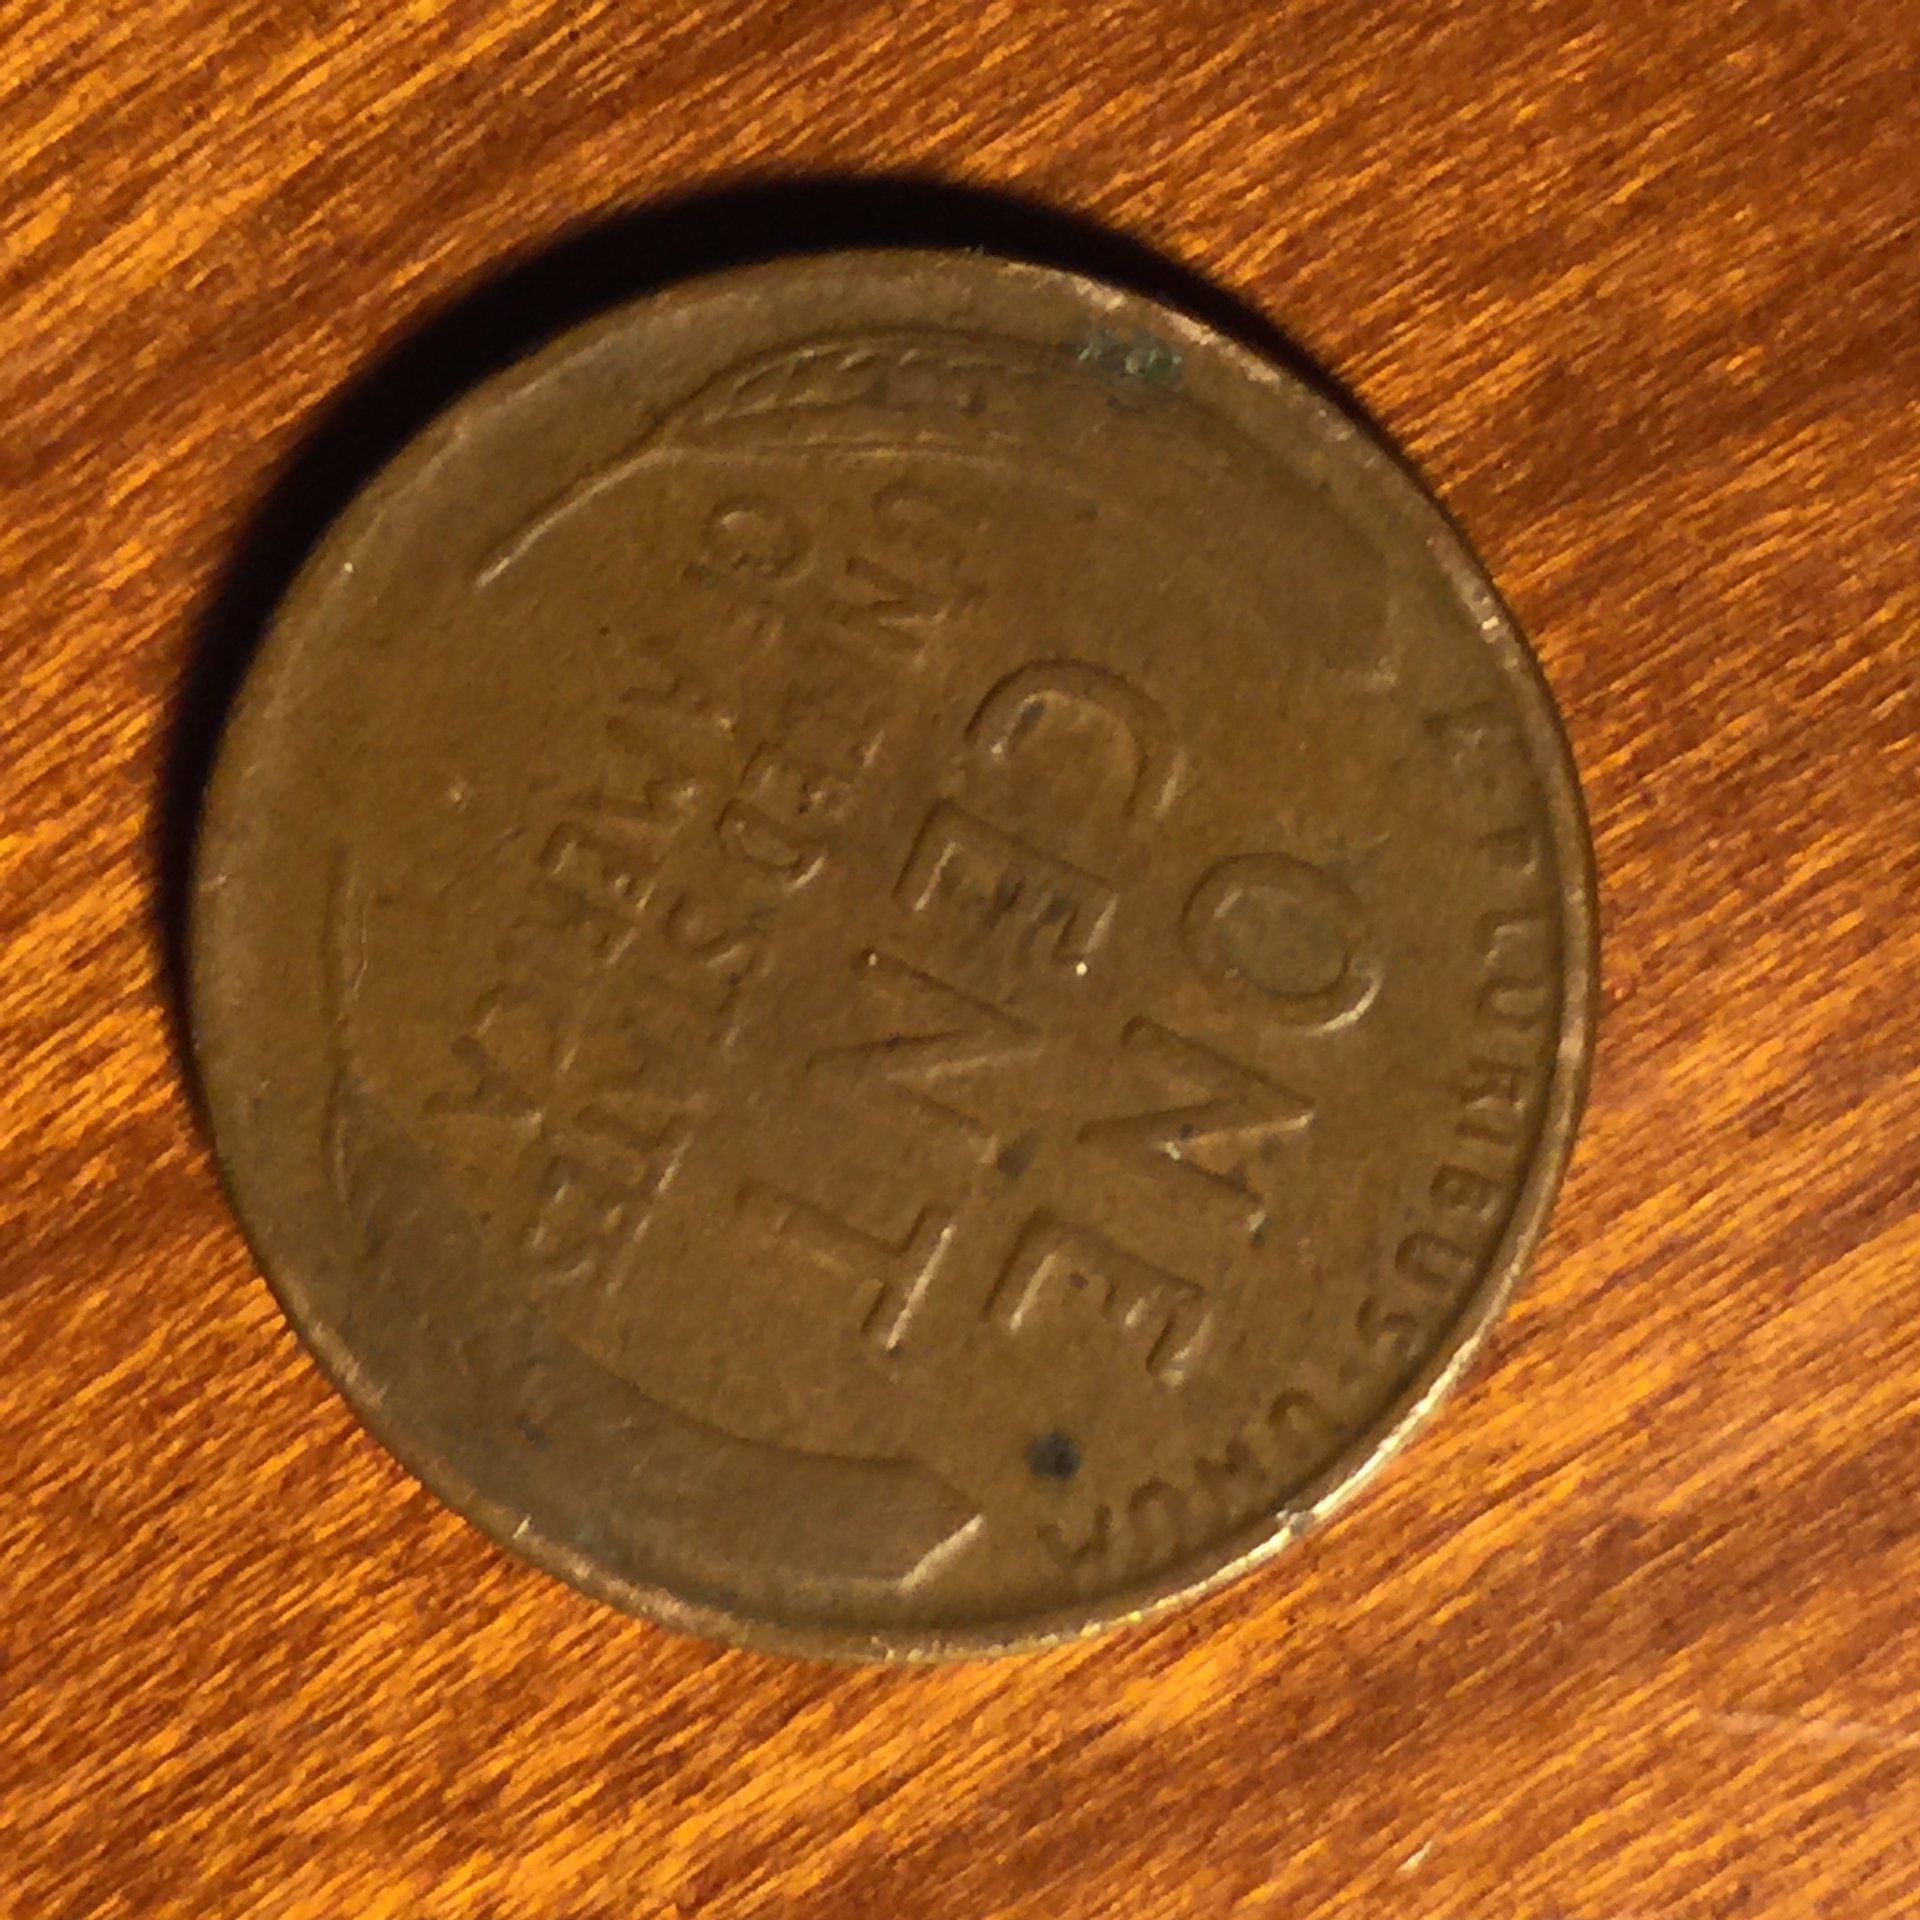 E·PLURIBUS·UNUM
ONE
CENT
UNITED STATES
OF AMERICA